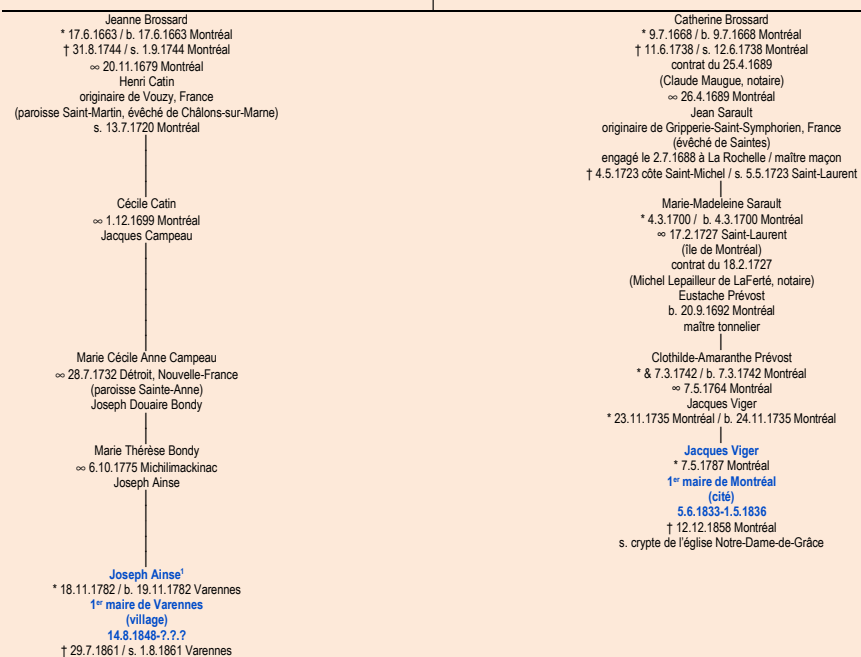 Jeanne Brossard
* 17.6.1663 / b. 17.6.1663 Montréal
† 31.8.1744 / s. 1.9.1744 Montréal
∞ 20.11.1679 Montréal
Henri Catin
originaire de Vouzy, France
(paroisse Saint-Martin, évêché de Châlons-sur-Marne)
s. 13.7.1720 Montréal
Cécile Catin
∞ 1.12.1699 Montréal
Jacques Campeau
Marie Cécile Anne Campeau
∞ 28.7.1732 Détroit, Nouvelle-France
(paroisse Sainte-Anne)
Joseph Douaire Bondy
Marie Thérèse Bondy
∞ 6.10.1775 Michilimackinac
Joseph Ainse
Joseph Ainse¹
* 18.11.1782 / b. 19.11.1782 Varennes
1er maire de Varennes
(village)
14.8.1848-?.?.?
† 29.7.1861 / s. 1.8.1861 Varennes
Catherine Brossard
* 9.7.1668 / b. 9.7.1668 Montréal
† 11.6.1738 / s. 12.6.1738 Montréal
contrat du 25.4.1689
(Claude Maugue, notaire)
∞ 26.4.1689 Montréal
Jean Sarault
originaire de Gripperie-Saint-Symphorien, France
(évêché de Saintes)
engagé le 2.7.1688 à La Rochelle / maître maçon
† 4.5.1723 côte Saint-Michel / s. 5.5.1723 Saint-Laurent
Marie-Madeleine Sarault
* 4.3.1700 / b. 4.3.1700 Montréal
∞ 17.2.1727 Saint-Laurent
(île de Montréal)
contrat du 18.2.1727
(Michel Lepailleur de LaFerté, notaire)
Eustache Prévost
b. 20.9.1692 Montréal
maître tonnelier
Clothilde-Amaranthe Prévost
* & 7.3.1742 / b. 7.3.1742 Montréal
∞ 7.5.1764 Montréal
Jacques Viger
* 23.11.1735 Montréal / b. 24.11.1735 Montréal
Jacques Viger
* 7.5.1787 Montréal
1er maire de Montréal
(cité)
5.6.1833-1.5.1836
† 12.12.1858 Montréal
s. crypte de l'église Notre-Dame-de-Grâce